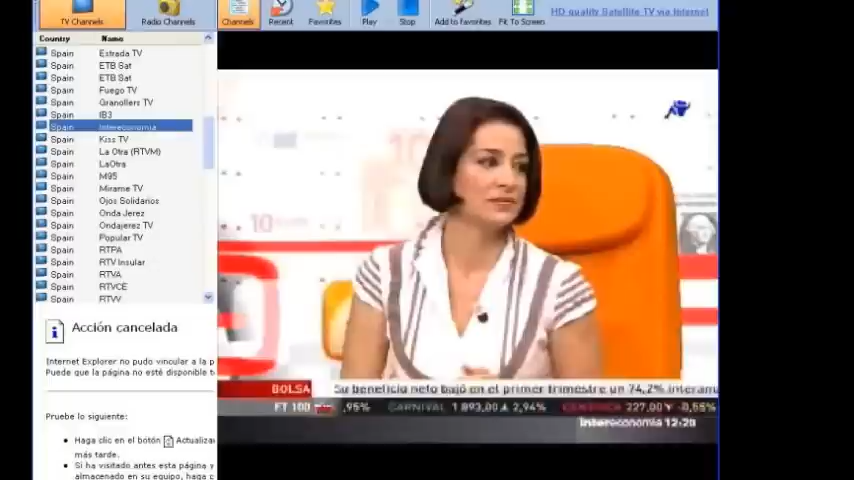 TV Channels
Radio Channels
Channels
Recent
Favorites
Play
Stop
Add to favorites
Fit To Screen
HD quality Satellite TV via Internet
Country Name
Spain Estrada TV
Spain ETB Sat
Spain ETB Sat
Spain Fuego TV
Spain Granollers TV
Spain IB3
Spain Intereconomia
Spain Kiss TV
Spain La Otra (RTVM)
Spain LaOtra
Spain M95
Spain Mirame TV
Spain Ojos Solidarios
Spain Onda Jerez
Spain Ondajerez TV
Spain Popular TV
Spain RTPA
Spain RTV Insular
Spain RTVA
Spain RTVCE
Spain RTVV
Acción cancelada
Internet Explorer no pudo vincular a la p
Puede que la página no esté disponible t
Pruebe lo siguiente:
Haga clic en el botón Actualiza
más tarde.
Si ha visitado antes esta página y
almacenado en su equipo, haga c
10
BOLSA Su beneficio neto bajó en el primer trimestre un 74,2% interanu
FT 100 ,95% CARNIVAL 1 893,00 2,94% 227,00 -0,55%
Intereconomia 12:20